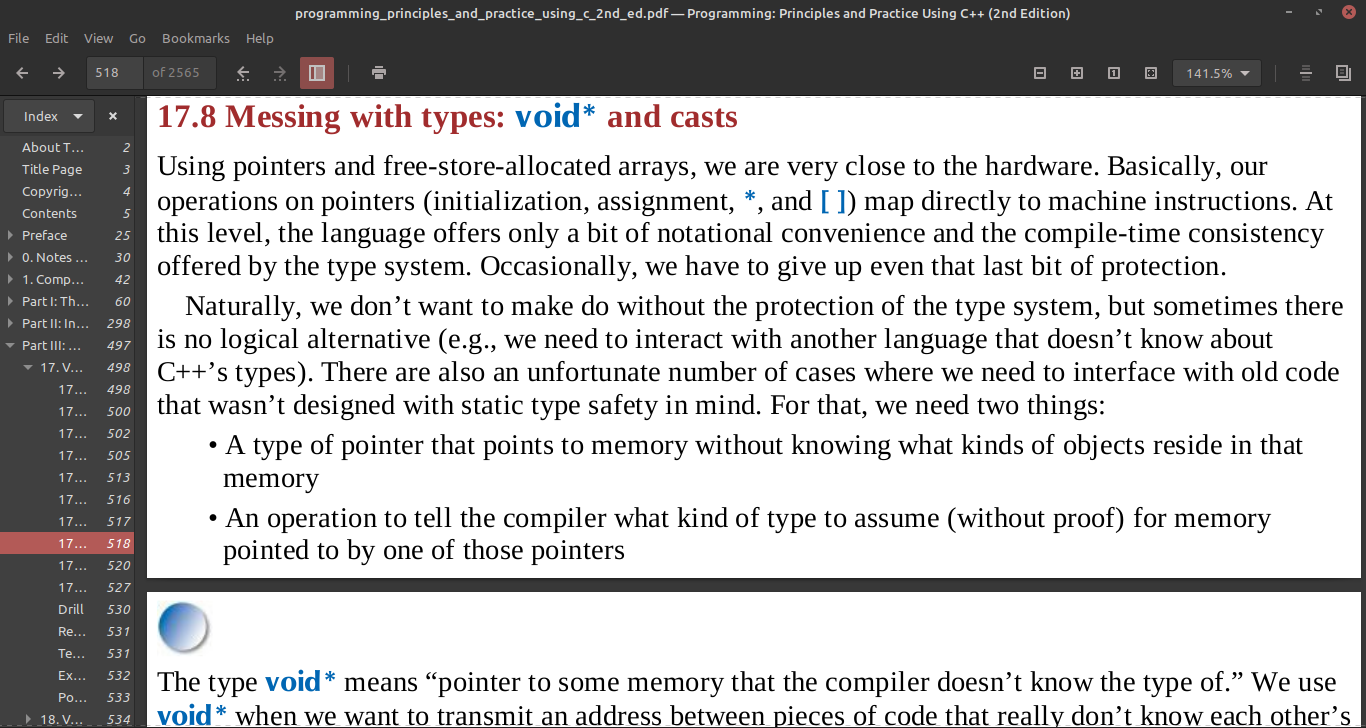 programming_principles_and_practice_using_c_2nd_ed.pdf — Programming: Principles and Practice Using C++ (2nd Edition)
File Edit View Go Bookmarks Help
518 of 2565 141.5%
Index
About T... 2
Title Page 3
Copyrig... 4
Contents 5
Preface 25
0. Notes ... 30
1. Comp... 42
Part I: Th... 60
Part II: In... 298
Part III: ... 497
17. V... 498
17... 498
17... 500
17... 502
17... 505
17... 513
17... 516
17... 517
17... 518
17... 520
17... 527
Drill 530
Re... 531
Te... 531
Ex... 532
Po... 533
18. V... 534
17.8 Messing with types: void* and casts
Using pointers and free-store-allocated arrays, we are very close to the hardware. Basically, our
operations on pointers (initialization, assignment, *, and [ ]) map directly to machine instructions. At
this level, the language offers only a bit of notational convenience and the compile-time consistency
offered by the type system. Occasionally, we have to give up even that last bit of protection.
Naturally, we don’t want to make do without the protection of the type system, but sometimes there
is no logical alternative (e.g., we need to interact with another language that doesn’t know about
C++’s types). There are also an unfortunate number of cases where we need to interface with old code
that wasn’t designed with static type safety in mind. For that, we need two things:
• A type of pointer that points to memory without knowing what kinds of objects reside in that
memory
• An operation to tell the compiler what kind of type to assume (without proof) for memory
pointed to by one of those pointers
The type void* means “pointer to some memory that the compiler doesn’t know the type of.” We use
void* when we want to transmit an address between pieces of code that really don’t know each other’s